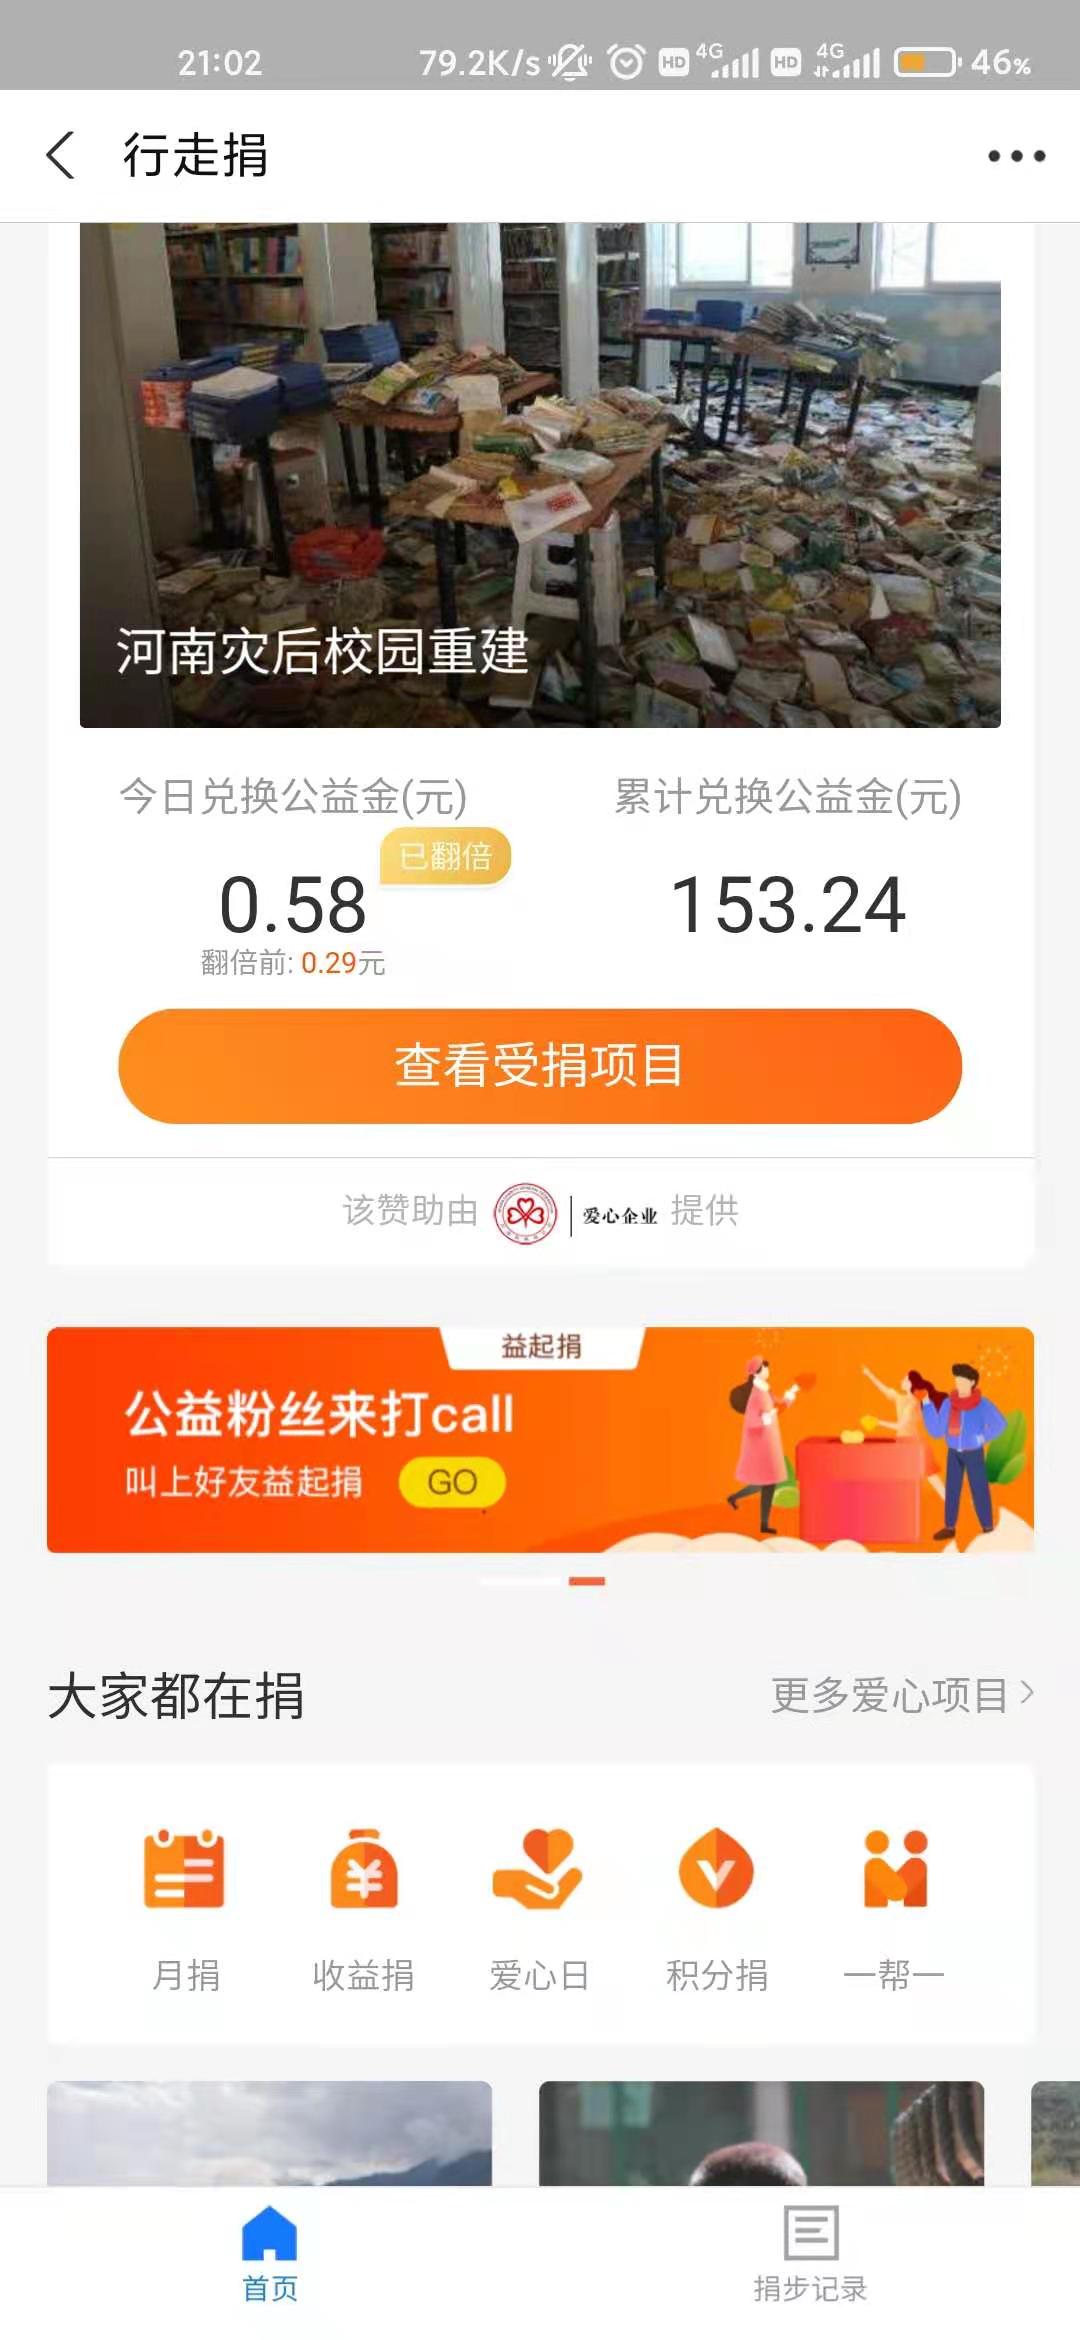 21:02 79.2K/s HD 4G HD 4G 46%
行走捐
河南灾后校园重建
今日兑换公益金(元) 累计兑换公益金(元)
已翻倍
0.58 153.24
翻倍前: 0.29元
查看受捐项目
该赞助由 爱心企业 提供
益起捐
公益粉丝来打call
叫上好友益起捐 GO
大家都在捐 更多爱心项目
月捐 收益捐 爱心日 积分捐 一帮一
首页 捐步记录